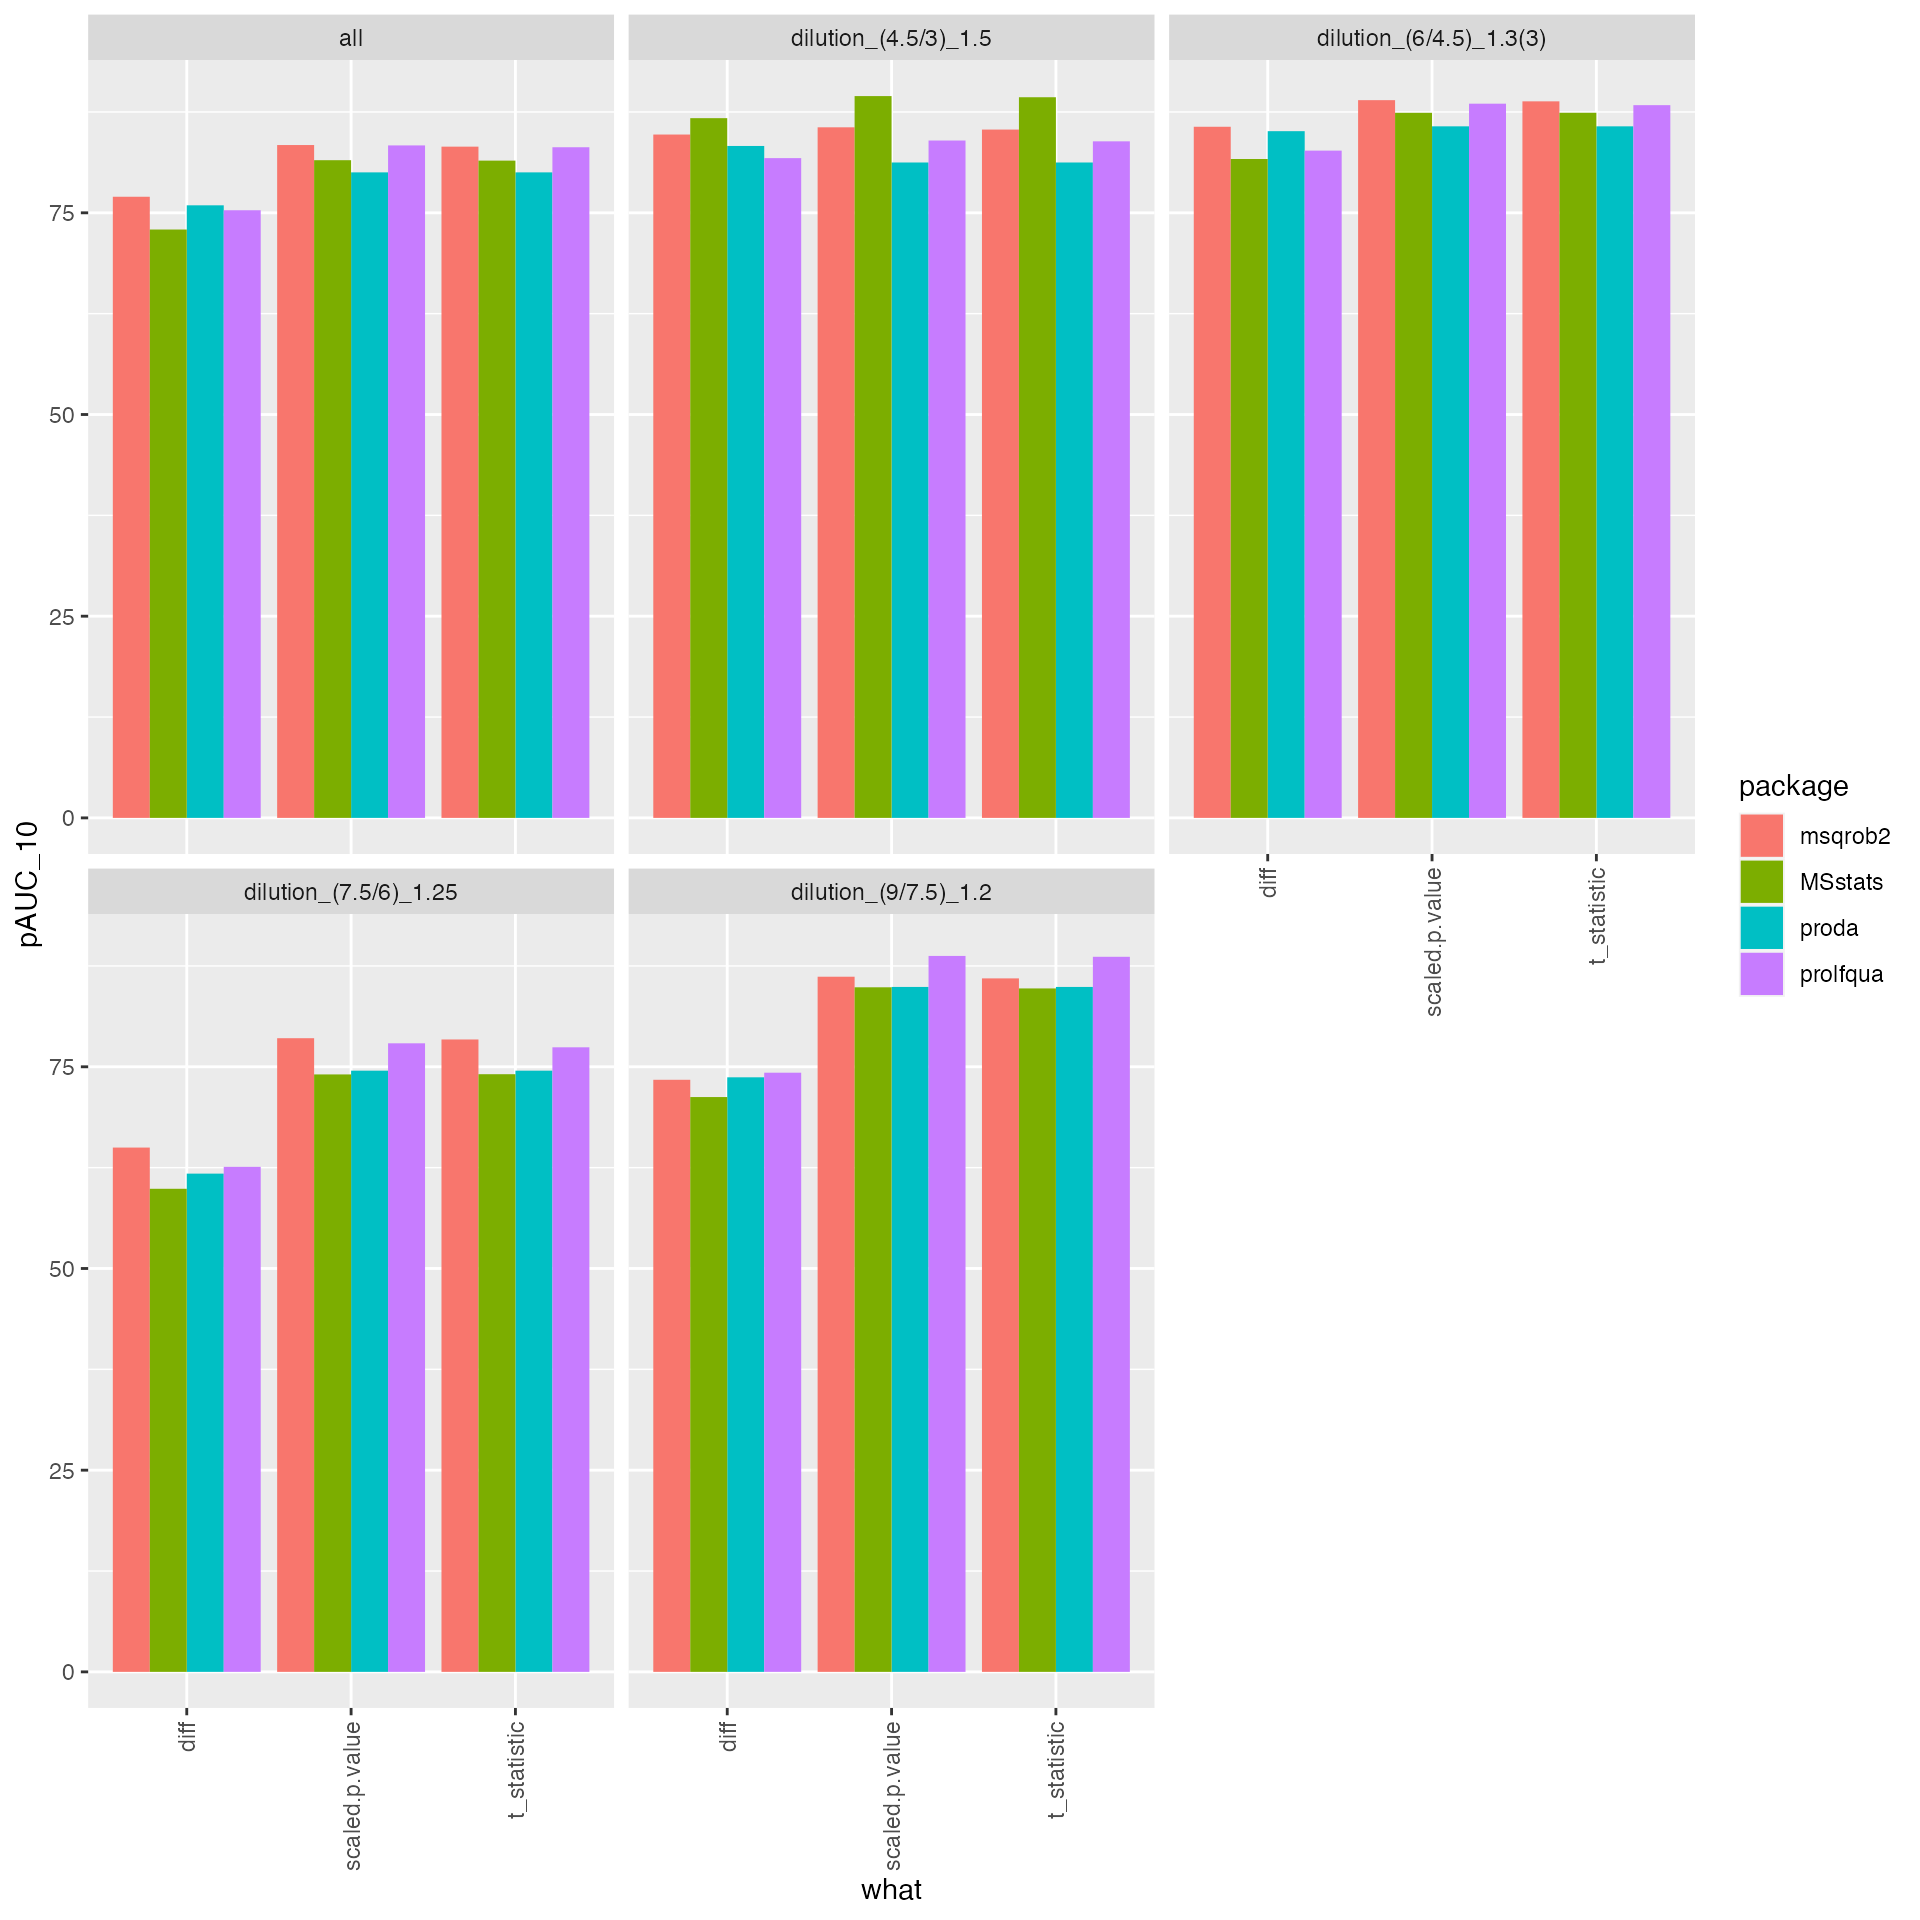 all
dilution_(4.5/3)_1.5
dilution_(6/4.5)_1.3(3)
75
50
25
0
diff
scaled.p.value
t_statistic
dilution_(7.5/6)_1.25
dilution_(9/7.5)_1.2
75
50
25
0
diff
scaled.p.value
t_statistic
diff
scaled.p.value
t_statistic
pAUC_10
what
package
msqrob2
MSstats
proda
prolfqua